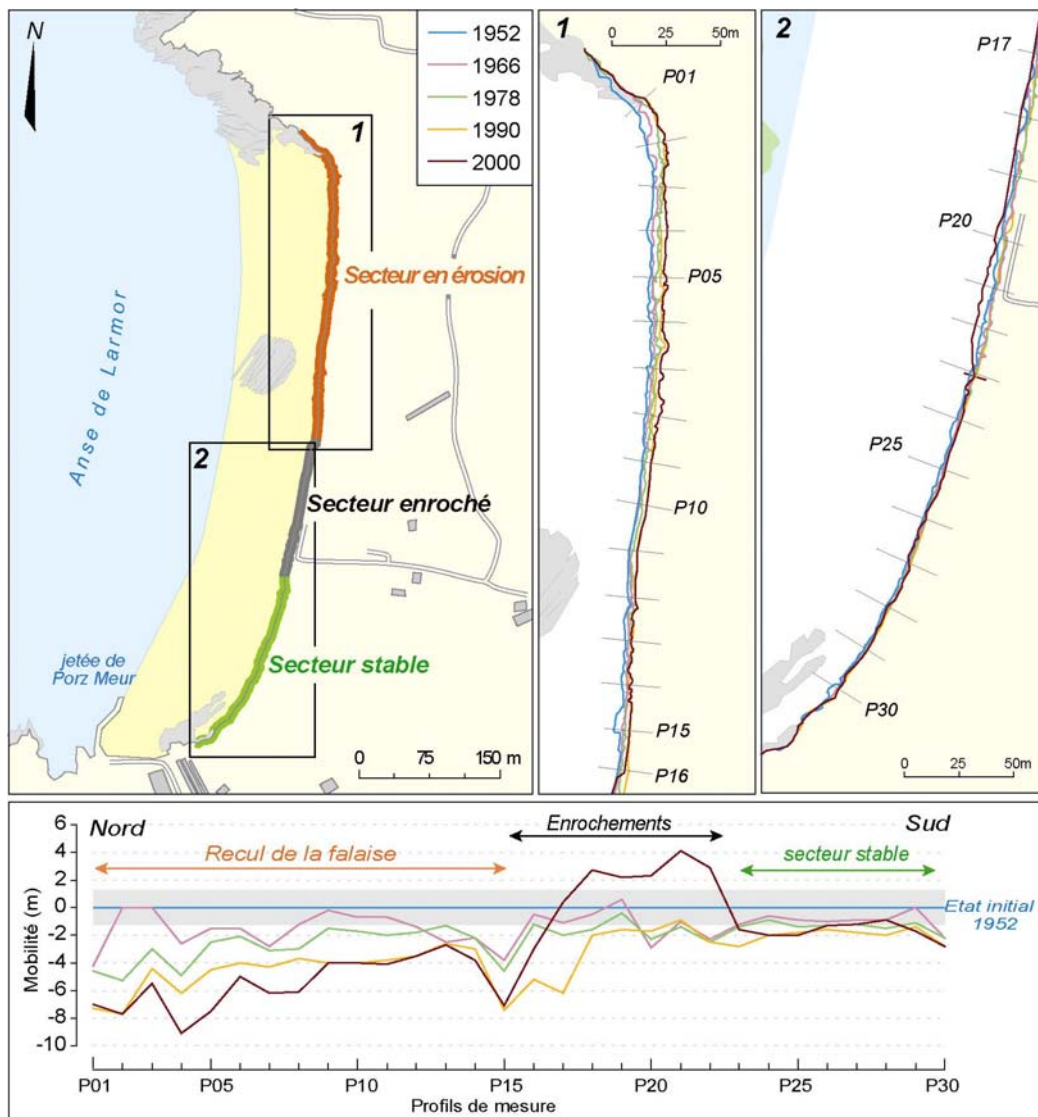 N
1952
1966
1978
1990
2000
1
Secteur en érosion
Anse de Larmor
2
Secteur enroché
Secteur stable
jetée de
Porz Meur
0 75 150 m
1
0 25 50m
P01
P05
P10
P15
P16
2
P17
P20
P25
P30
0 25 50m
Nord
Enrochements
Sud
Recul de la falaise
secteur stable
Etat initial
1952
Mobilité (m)
6
4
2
0
-2
-4
-6
-8
-10
P01 P05 P10 P15 P20 P25 P30
Profils de mesure